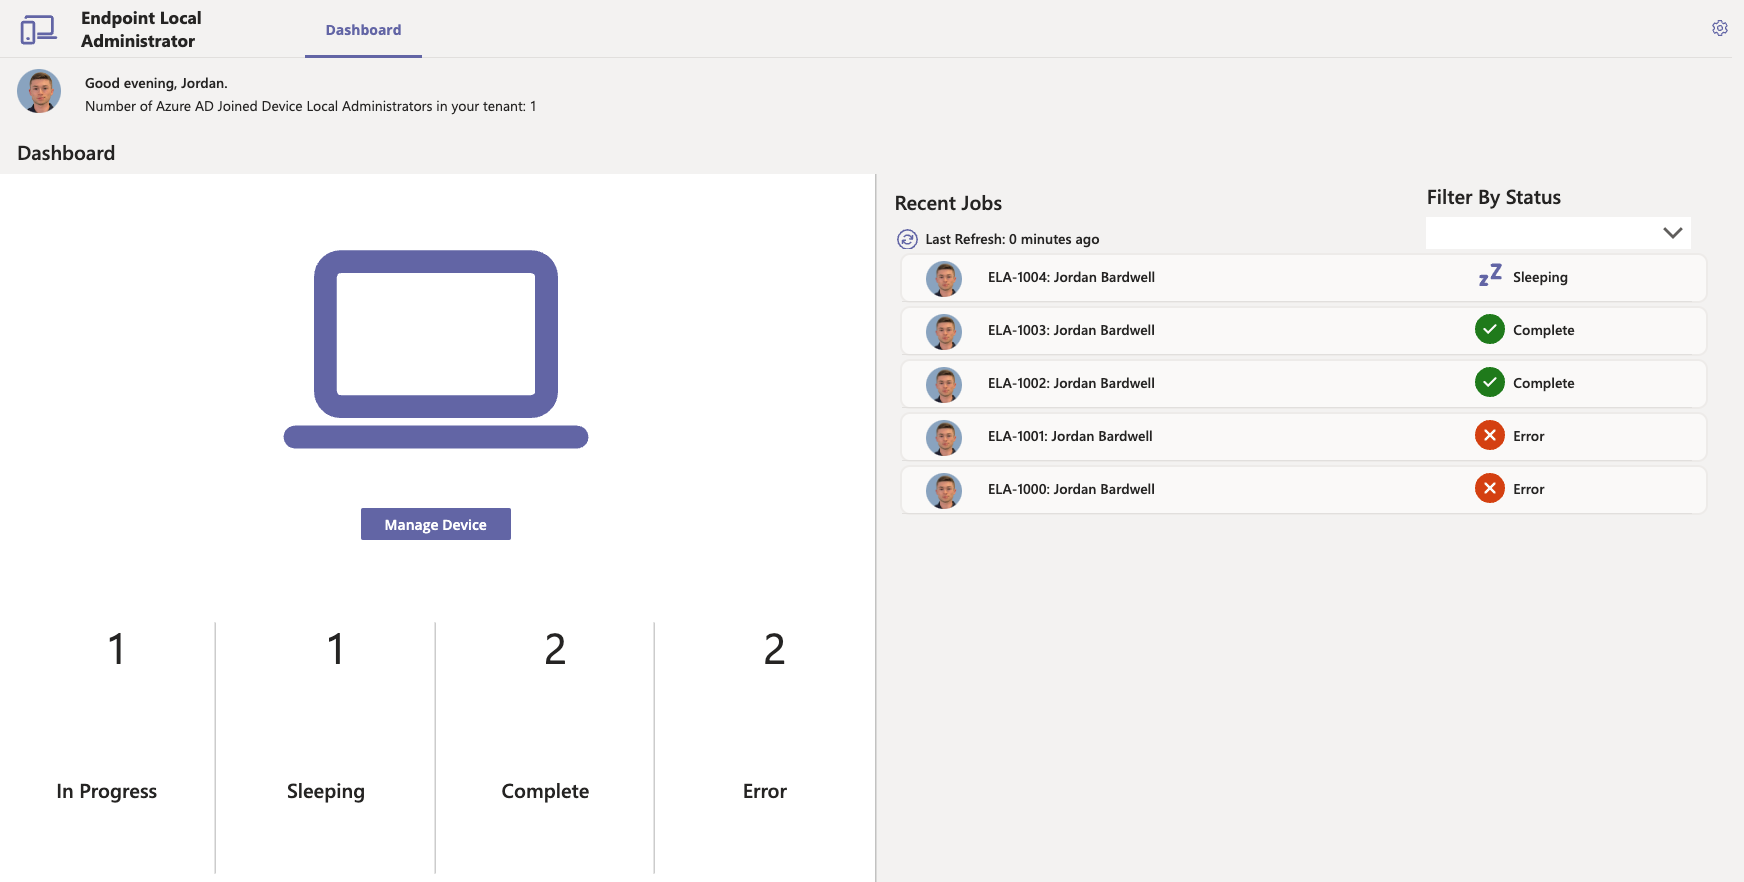 Endpoint Local
Administrator
Dashboard
Good evening, Jordan.
Number of Azure AD Joined Device Local Administrators in your tenant: 1
Dashboard
Manage Device
1
In Progress
1
Sleeping
2
Complete
2
Error
Recent Jobs
Filter By Status
Last Refresh: 0 minutes ago
ELA-1004: Jordan Bardwell
zZ Sleeping
ELA-1003: Jordan Bardwell
Complete
ELA-1002: Jordan Bardwell
Complete
ELA-1001: Jordan Bardwell
Error
ELA-1000: Jordan Bardwell
Error